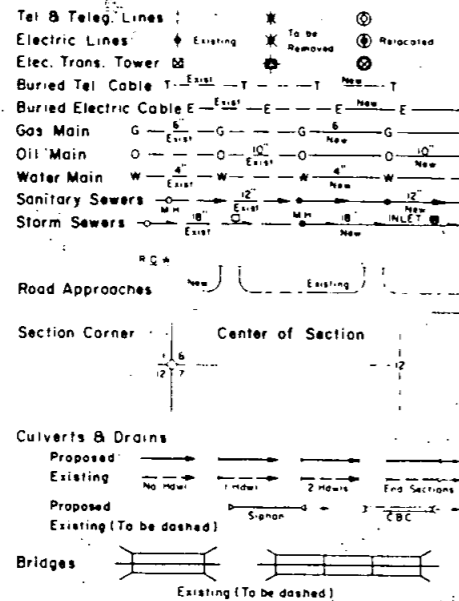 Tel & Teleg. Lines
Electric Lines Existing To be Removed Relocated
Elec. Trans. Tower
Buried Tel Cable T Exist T T New T
Buried Electric Cable E Exist E E New E
Gas Main G 6" Exist G G 6 New G
Oil Main O O 10" Exist O O 10" New
Water Main W 4" Exist W W 4" New W
Sanitary Sewers M.H 12" Exist 12" New
Storm Sewers 18" Exist M.H 18" New INLET
Road Approaches New Existing
Section Corner Center of Section
1 6
12 7 12
Culverts & Drains
Proposed
Existing No Hdwl 1 Hdwl 2 Hdwls End Sections
Proposed Siphon CBC
Existing (To be dashed)
Bridges
Existing (To be dashed)